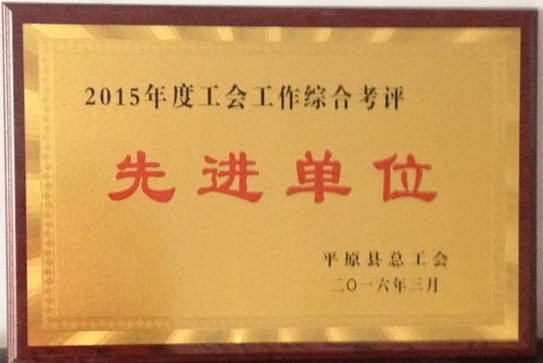 2015年度工会工作综合考评
先进单位
平原县总工会
二〇一六年三月